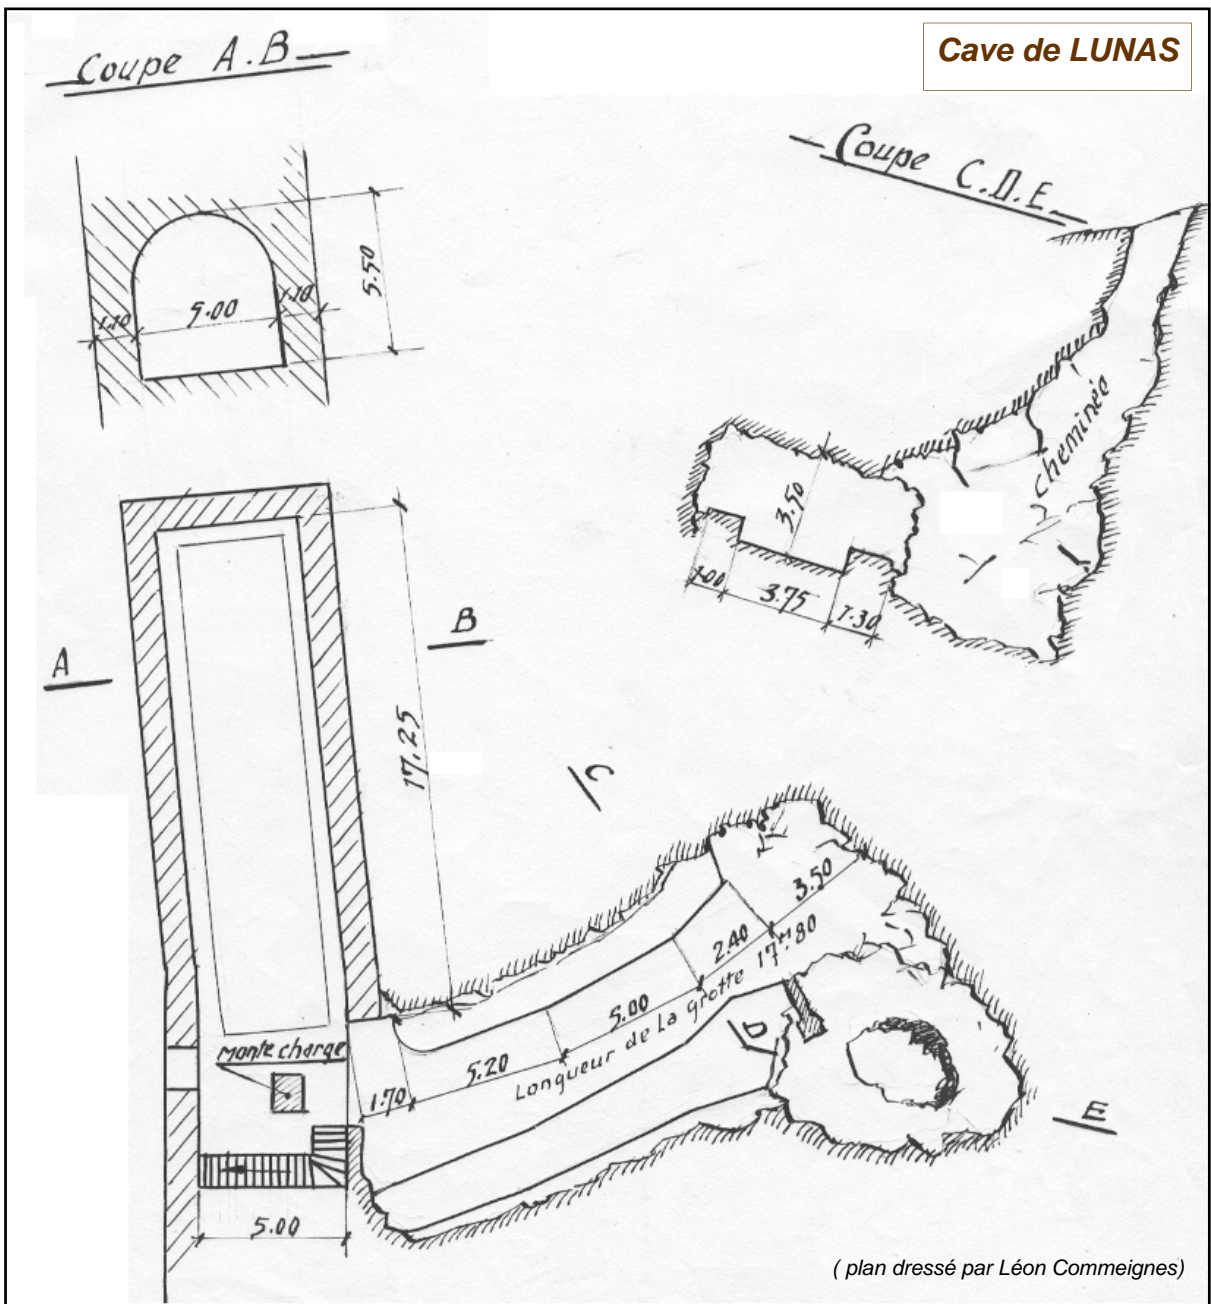 Coupe A.B
Cave de LUNAS
Coupe C.D.E
5.50
1.10
5.00
1.10
cheminée
3.50
1.00
3.75
1.30
A
B
17.25
C
3.50
2.40
5.00
5.20
1.70
Longueur de La grotte 17.m80
D
E
monte charge
5.00
( plan dressé par Léon Commeignes)